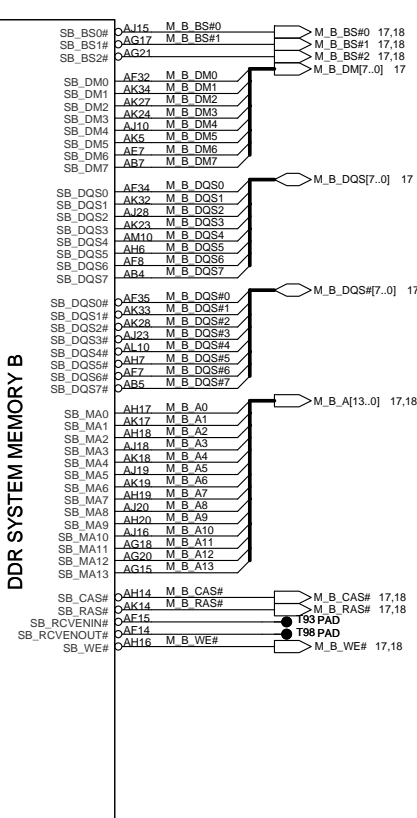 DDR SYSTEM MEMORY B
SB_BS0# AJ15 M_B_BS#0 M_B_BS#0 17,18
SB_BS1# AG17 M_B_BS#1 M_B_BS#1 17,18
SB_BS2# AG21 M_B_BS#2 17,18
M_B_DM[7..0] 17
SB_DM0 AF32 M_B_DM0
SB_DM1 AK34 M_B_DM1
SB_DM2 AK27 M_B_DM2
SB_DM3 AK24 M_B_DM3
SB_DM4 AJ10 M_B_DM4
SB_DM5 AK5 M_B_DM5
SB_DM6 AE7 M_B_DM6
SB_DM7 AB7 M_B_DM7
M_B_DQS[7..0] 17
SB_DQS0 AF34 M_B_DQS0
SB_DQS1 AK32 M_B_DQS1
SB_DQS2 AJ28 M_B_DQS2
SB_DQS3 AK23 M_B_DQS3
SB_DQS4 AM10 M_B_DQS4
SB_DQS5 AH6 M_B_DQS5
SB_DQS6 AF8 M_B_DQS6
SB_DQS7 AB4 M_B_DQS7
M_B_DQS#[7..0] 17
SB_DQS0# AF35 M_B_DQS#0
SB_DQS1# AK33 M_B_DQS#1
SB_DQS2# AK28 M_B_DQS#2
SB_DQS3# AJ23 M_B_DQS#3
SB_DQS4# AL10 M_B_DQS#4
SB_DQS5# AH7 M_B_DQS#5
SB_DQS6# AF7 M_B_DQS#6
SB_DQS7# AB5 M_B_DQS#7
M_B_A[13..0] 17,18
SB_MA0 AH17 M_B_A0
SB_MA1 AK17 M_B_A1
SB_MA2 AH18 M_B_A2
SB_MA3 AJ18 M_B_A3
SB_MA4 AK18 M_B_A4
SB_MA5 AJ19 M_B_A5
SB_MA6 AK19 M_B_A6
SB_MA7 AH19 M_B_A7
SB_MA8 AJ20 M_B_A8
SB_MA9 AH20 M_B_A9
SB_MA10 AJ16 M_B_A10
SB_MA11 AG18 M_B_A11
SB_MA12 AG20 M_B_A12
SB_MA13 AG15 M_B_A13
SB_CAS# AH14 M_B_CAS# M_B_CAS# 17,18
SB_RAS# AK14 M_B_RAS# M_B_RAS# 17,18
SB_RCVENIN# AF15 T93 PAD
SB_RCVENOUT# AF14 T98 PAD
SB_WE# AH16 M_B_WE# M_B_WE# 17,18